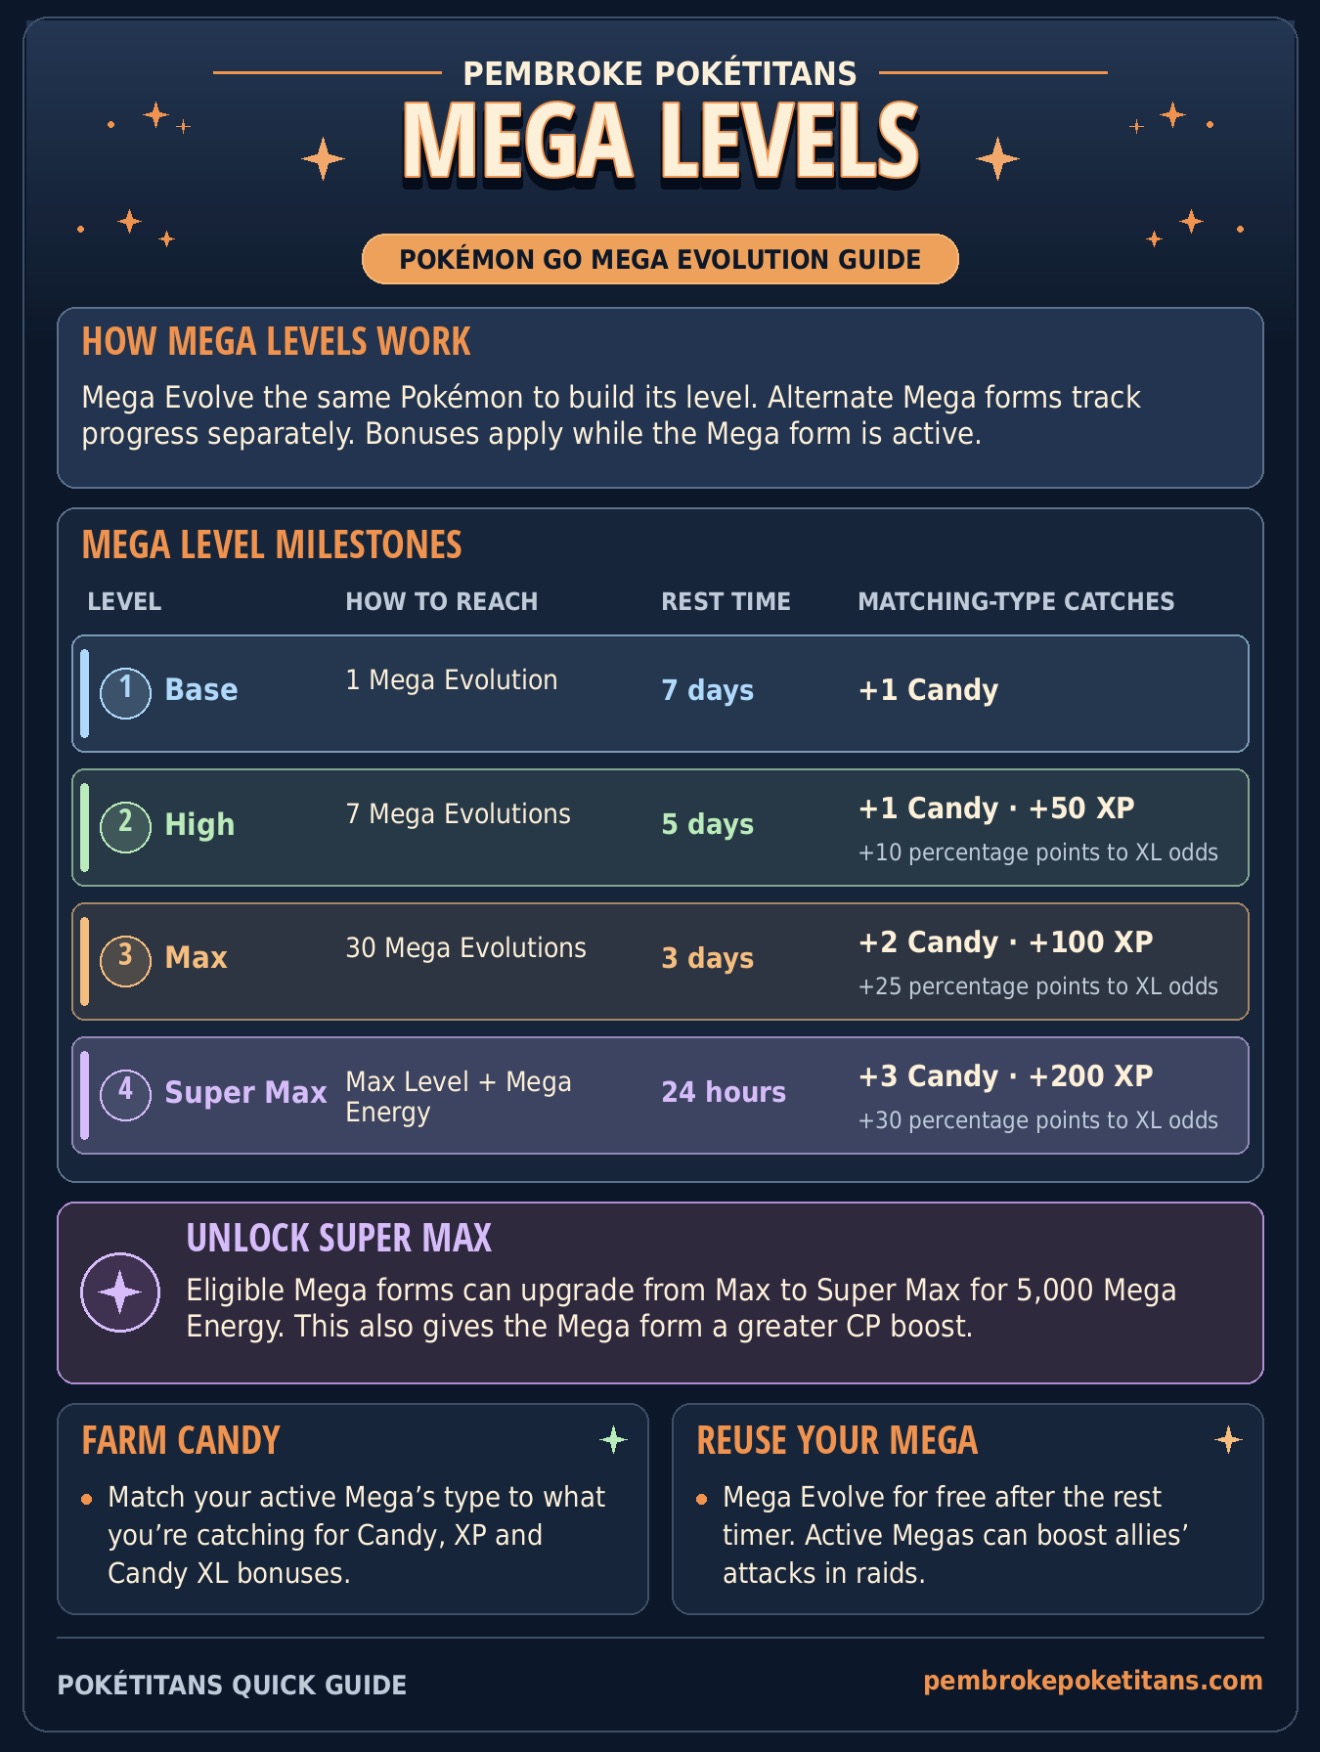 PEMBROKE POKÉTITANS
MEGA LEVELS
POKÉMON GO MEGA EVOLUTION GUIDE
HOW MEGA LEVELS WORK
Mega Evolve the same Pokémon to build its level. Alternate Mega forms track
progress separately. Bonuses apply while the Mega form is active.
MEGA LEVEL MILESTONES
LEVEL HOW TO REACH REST TIME MATCHING-TYPE CATCHES
1 Base 1 Mega Evolution 7 days +1 Candy
2 High 7 Mega Evolutions 5 days +1 Candy · +50 XP
+10 percentage points to XL odds
3 Max 30 Mega Evolutions 3 days +2 Candy · +100 XP
+25 percentage points to XL odds
4 Super Max Max Level + Mega
Energy
24 hours +3 Candy · +200 XP
+30 percentage points to XL odds
UNLOCK SUPER MAX
Eligible Mega forms can upgrade from Max to Super Max for 5,000 Mega
Energy. This also gives the Mega form a greater CP boost.
FARM CANDY
• Match your active Mega’s type to what
you’re catching for Candy, XP and
Candy XL bonuses.
REUSE YOUR MEGA
• Mega Evolve for free after the rest
timer. Active Megas can boost allies’
attacks in raids.
POKÉTITANS QUICK GUIDE
pembrokepoketitans.com